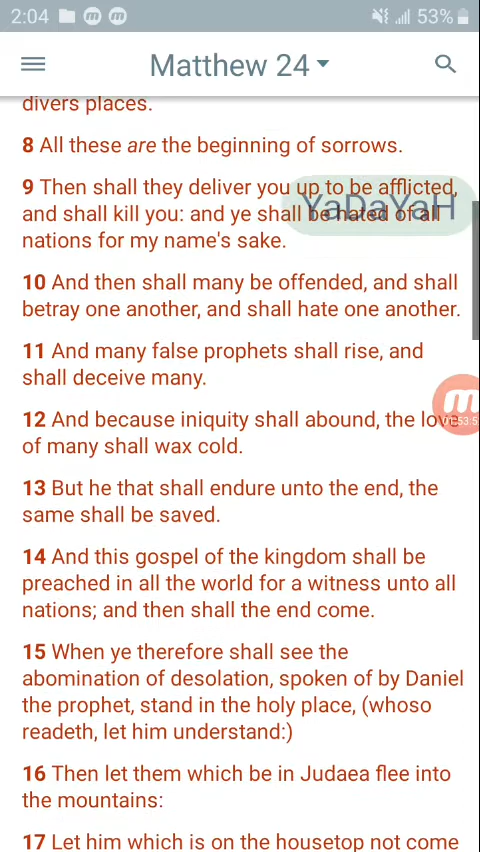 2:04
53%
Matthew 24
divers places.
8 All these are the beginning of sorrows.
9 Then shall they deliver you up to be afflicted,
and shall kill you: and ye shall be hated of all
nations for my name's sake.
YaDaYaH
10 And then shall many be offended, and shall
betray one another, and shall hate one another.
11 And many false prophets shall rise, and
shall deceive many.
12 And because iniquity shall abound, the love
of many shall wax cold.
13 But he that shall endure unto the end, the
same shall be saved.
14 And this gospel of the kingdom shall be
preached in all the world for a witness unto all
nations; and then shall the end come.
15 When ye therefore shall see the
abomination of desolation, spoken of by Daniel
the prophet, stand in the holy place, (whoso
readeth, let him understand:)
16 Then let them which be in Judaea flee into
the mountains:
17 Let him which is on the housetop not come